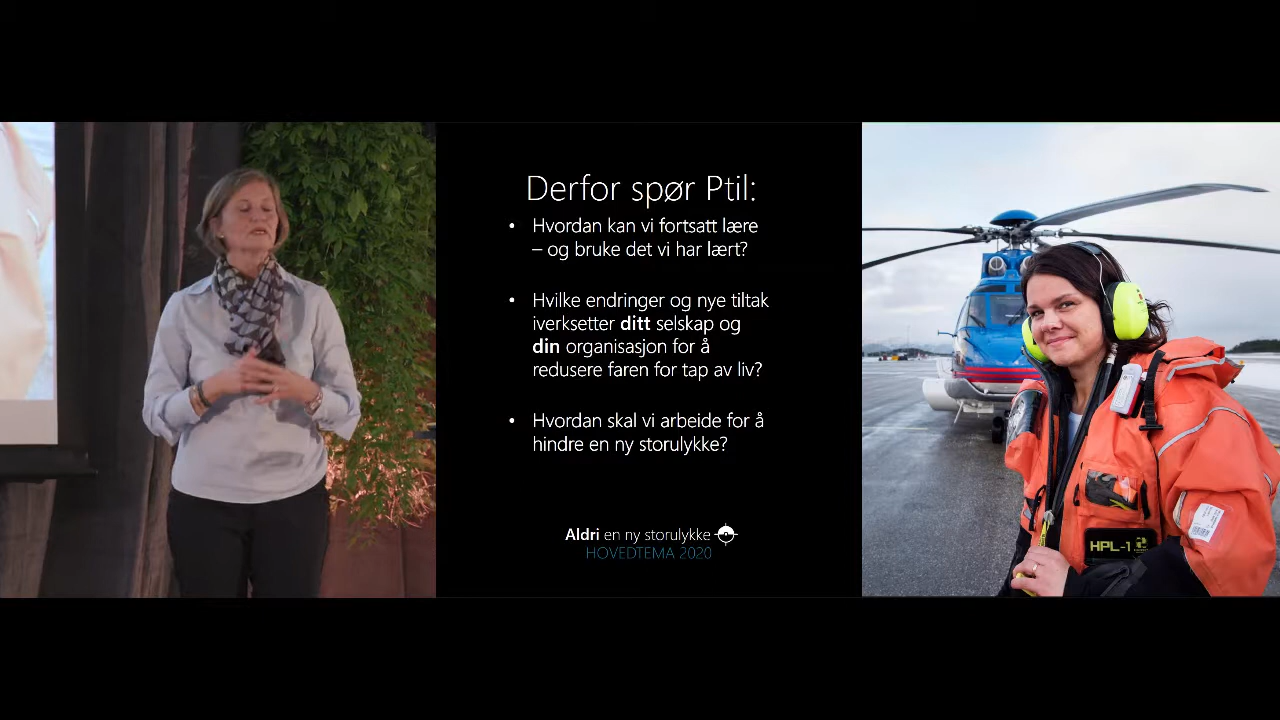 Derfor spør Ptil:
• Hvordan kan vi fortsatt lære
– og bruke det vi har lært?
• Hvilke endringer og nye tiltak
iverksetter ditt selskap og
din organisasjon for å
redusere faren for tap av liv?
• Hvordan skal vi arbeide for å
hindre en ny storulykke?
Aldri en ny storulykke
HOVEDTEMA 2020
HPL-1